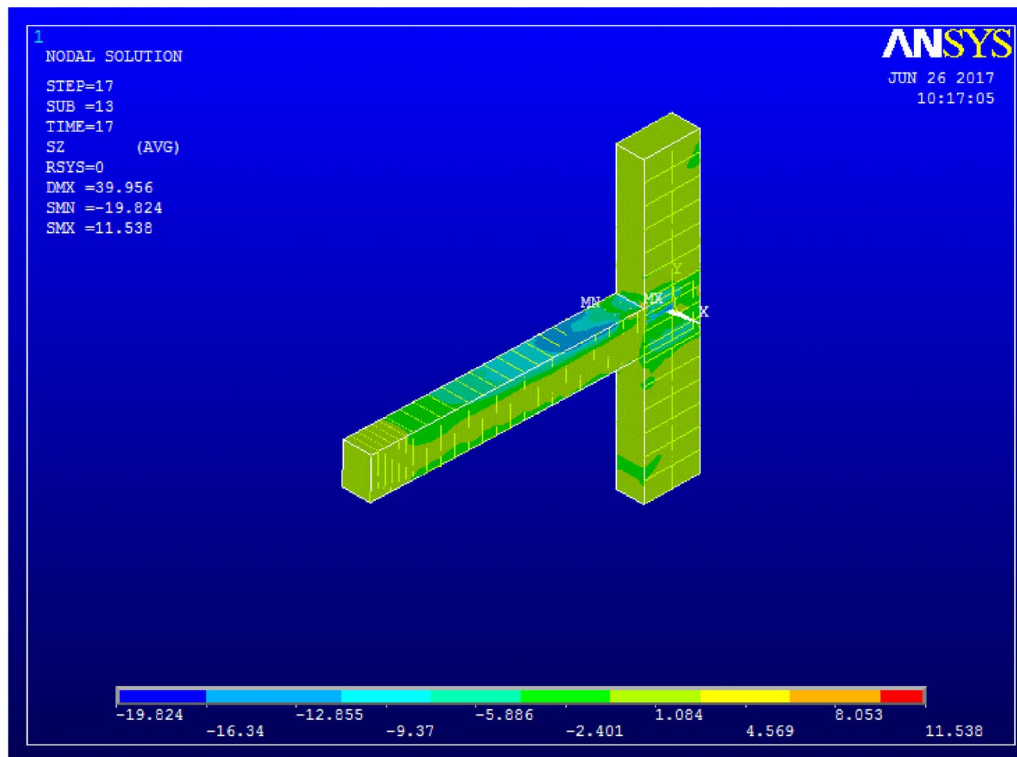 1
NODAL SOLUTION
STEP=17
SUB =13
TIME=17
SZ (AVG)
RSYS=0
DMX =39.956
SMN =-19.824
SMX =11.538
ANSYS
JUN 26 2017
10:17:05
Y
MN
MX
X
-19.824 -12.855 -5.886 1.084 8.053
-16.34 -9.37 -2.401 4.569 11.538